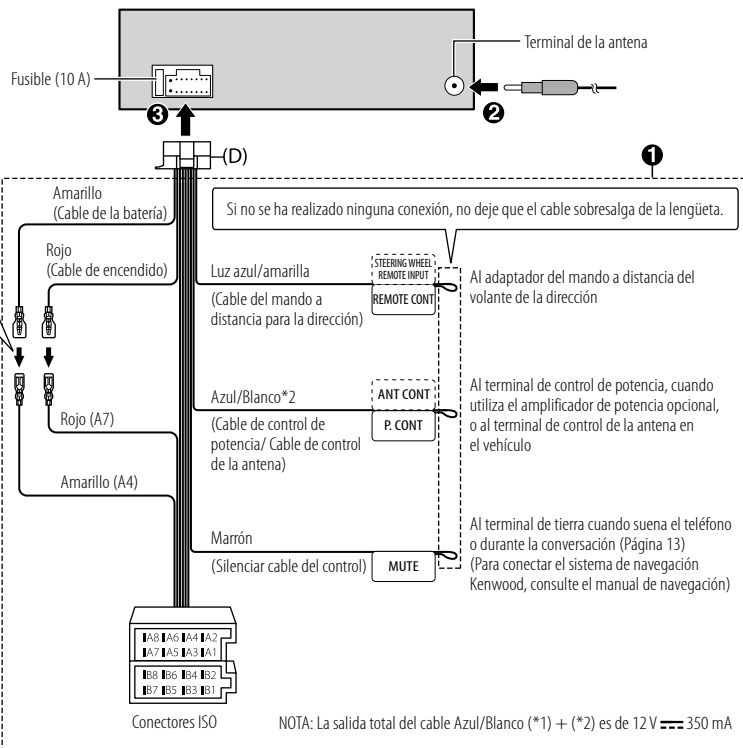 Terminal de la antena
Fusible (10 A)
❸
❷
(D)
❶
Amarillo
(Cable de la batería)
Si no se ha realizado ninguna conexión, no deje que el cable sobresalga de la lengüeta.
Rojo
(Cable de encendido)
Luz azul/amarilla
(Cable del mando a
distancia para la dirección)
STEERING WHEEL
REMOTE INPUT
REMOTE CONT
Al adaptador del mando a distancia del
volante de la dirección
Azul/Blanco*2
(Cable de control de
potencia/ Cable de control
de la antena)
ANT CONT
P. CONT
Al terminal de control de potencia, cuando
utiliza el amplificador de potencia opcional,
o al terminal de control de la antena en
el vehículo
Rojo (A7)
Amarillo (A4)
Marrón
(Silenciar cable del control)
MUTE
Al terminal de tierra cuando suena el teléfono
o durante la conversación (Página 13)
(Para conectar el sistema de navegación
Kenwood, consulte el manual de navegación)
A8 A6 A4 A2
A7 A5 A3 A1
B8 B6 B4 B2
B7 B5 B3 B1
Conectores ISO
NOTA: La salida total del cable Azul/Blanco (*1) + (*2) es de 12 V ⎓ 350 mA